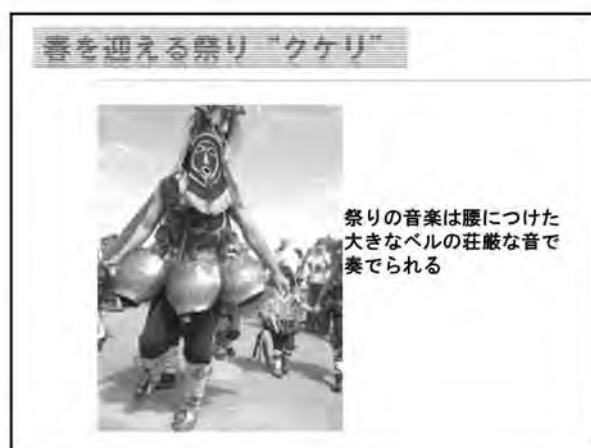 春を迎える祭り “クケリ”
祭りの音楽は腰につけた
大きなベルの荘厳な音で
奏でられる